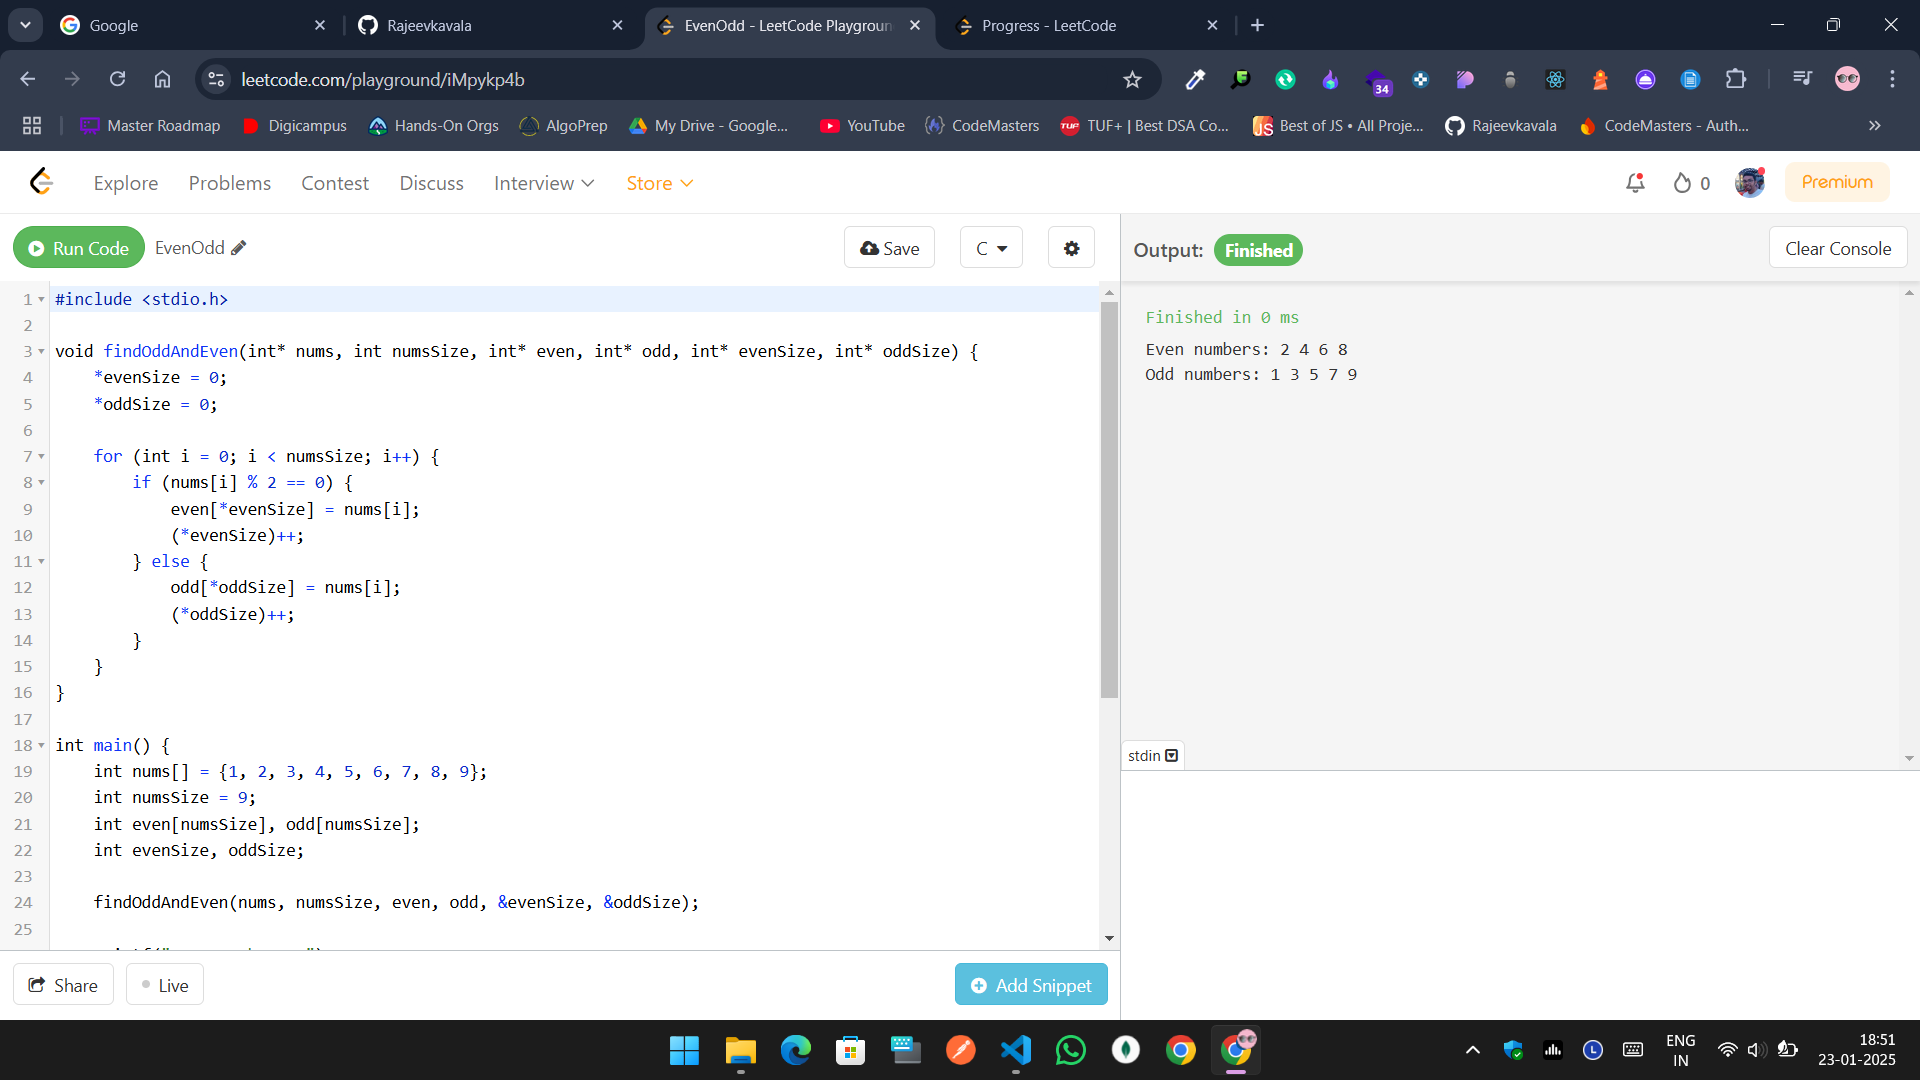 Google
Rajeevkavala
EvenOdd - LeetCode Playgroun
Progress - LeetCode
leetcode.com/playground/iMpykp4b
34
Master Roadmap
Digicampus
Hands-On Orgs
AlgoPrep
My Drive - Google...
YouTube
CodeMasters
TUF+ | Best DSA Co...
Best of JS • All Proje...
Rajeevkavala
CodeMasters - Auth...
Explore
Problems
Contest
Discuss
Interview
Store
0
Premium
Run Code
EvenOdd
Save
C
Output:
Finished
Clear Console
1 #include <stdio.h>
2
3 void findOddAndEven(int* nums, int numsSize, int* even, int* odd, int* evenSize, int* oddSize) {
4 *evenSize = 0;
5 *oddSize = 0;
6
7 for (int i = 0; i < numsSize; i++) {
8 if (nums[i] % 2 == 0) {
9 even[*evenSize] = nums[i];
10 (*evenSize)++;
11 } else {
12 odd[*oddSize] = nums[i];
13 (*oddSize)++;
14 }
15 }
16 }
17
18 int main() {
19 int nums[] = {1, 2, 3, 4, 5, 6, 7, 8, 9};
20 int numsSize = 9;
21 int even[numsSize], odd[numsSize];
22 int evenSize, oddSize;
23
24 findOddAndEven(nums, numsSize, even, odd, &evenSize, &oddSize);
25
Finished in 0 ms
Even numbers: 2 4 6 8
Odd numbers: 1 3 5 7 9
stdin
Share
Live
Add Snippet
ENG
IN
18:51
23-01-2025